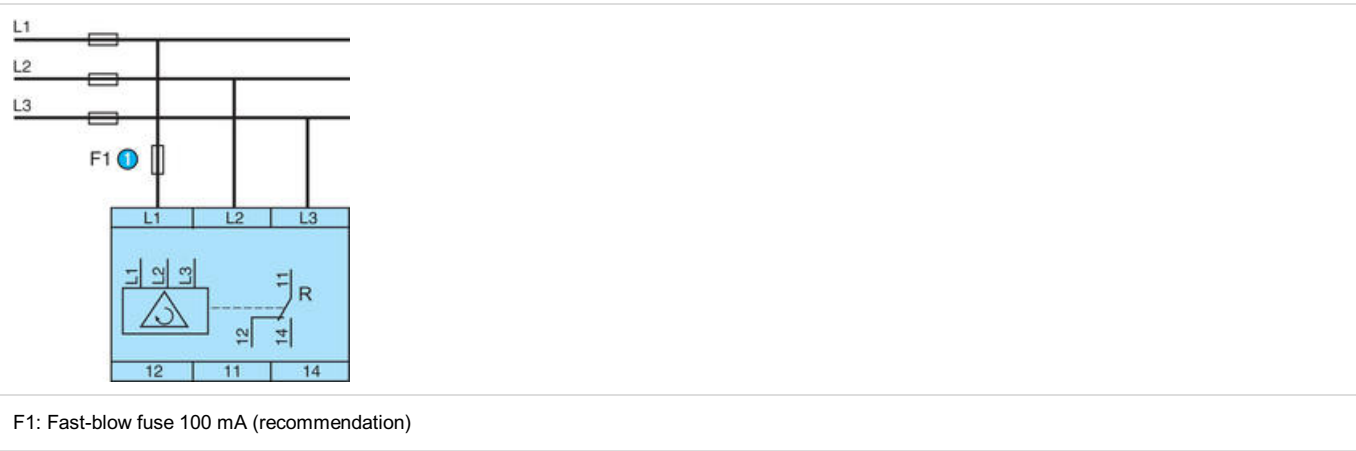 L1
L2
L3
F1 1
L1 L2 L3
L1 L2 L3 11
R
12 14
12 11 14
F1: Fast-blow fuse 100 mA (recommendation)